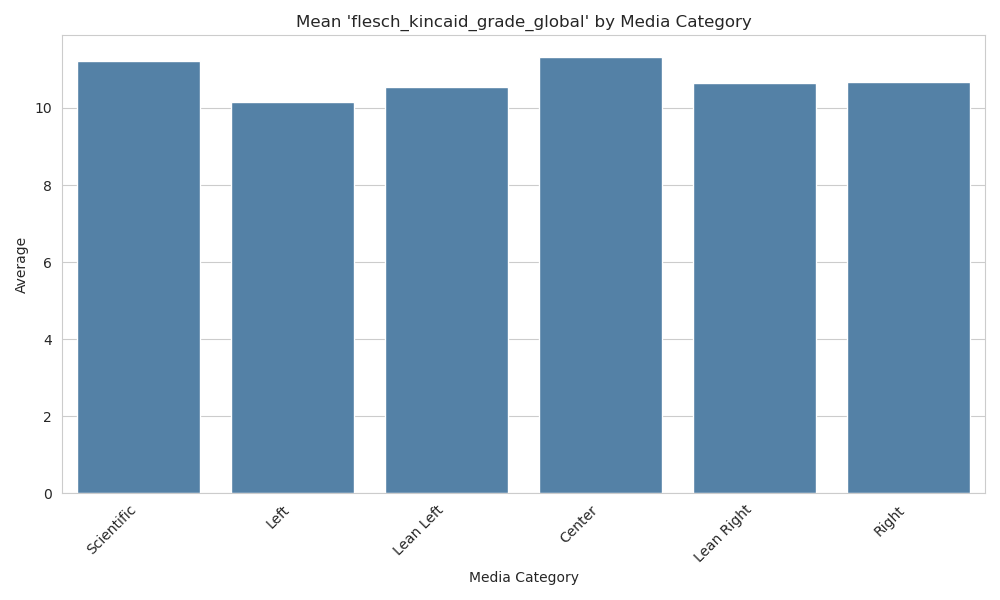 Mean 'flesch_kincaid_grade_global' by Media Category
Average
10
8
6
4
2
0
Scientific
Left
Lean Left
Center
Lean Right
Right
Media Category